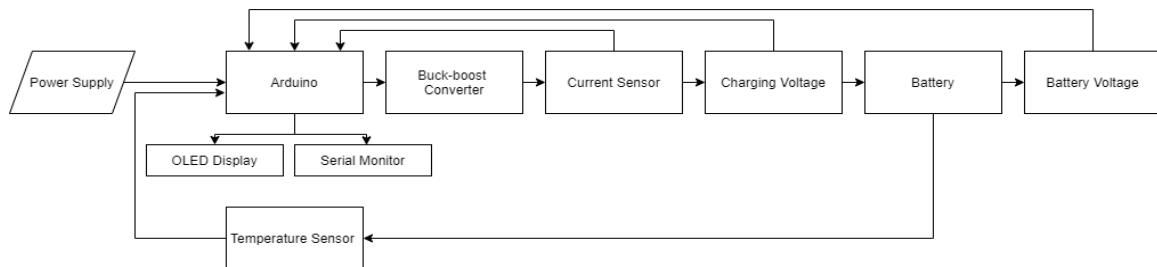 Power Supply
Arduino
Buck-boost
Converter
Current Sensor
Charging Voltage
Battery
Battery Voltage
OLED Display
Serial Monitor
Temperature Sensor